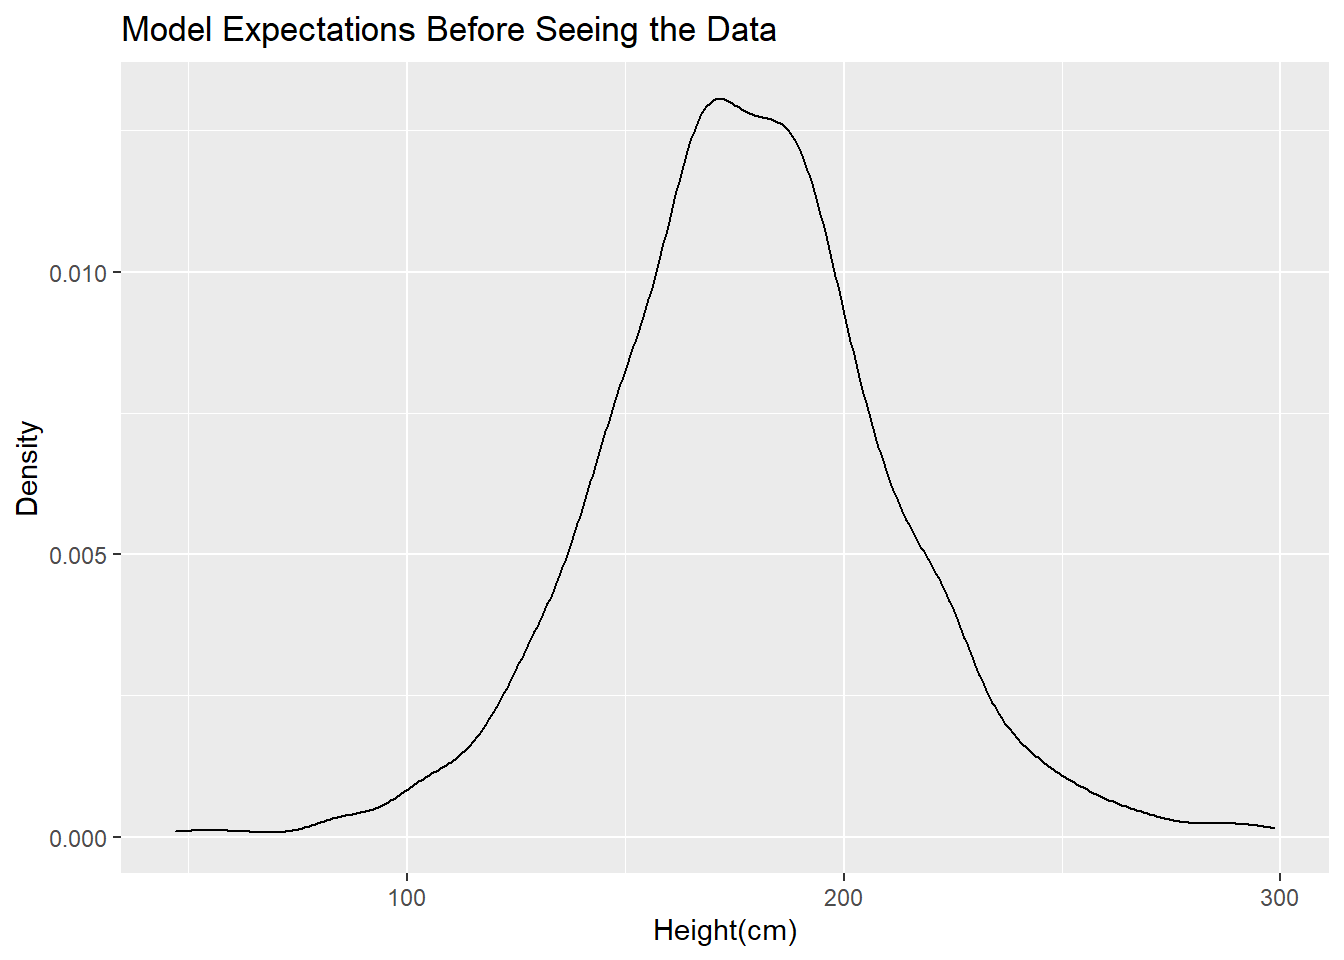 Model Expectations Before Seeing the Data
0.010
0.005
0.000
Density
100
200
300
Height(cm)